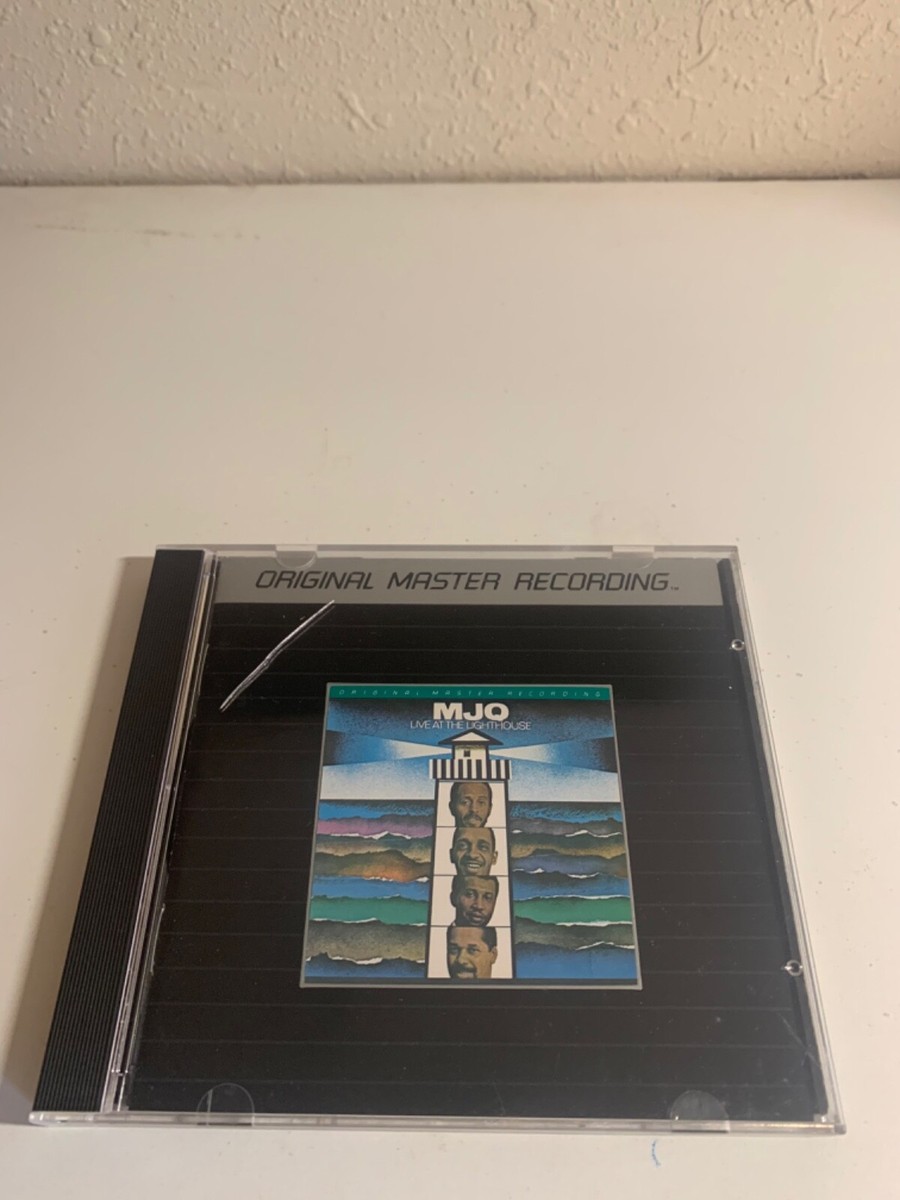 ORIGINAL MASTER RECORDING™
ORIGINAL MASTER RECORDING
MJQ
LIVE AT THE LIGHTHOUSE